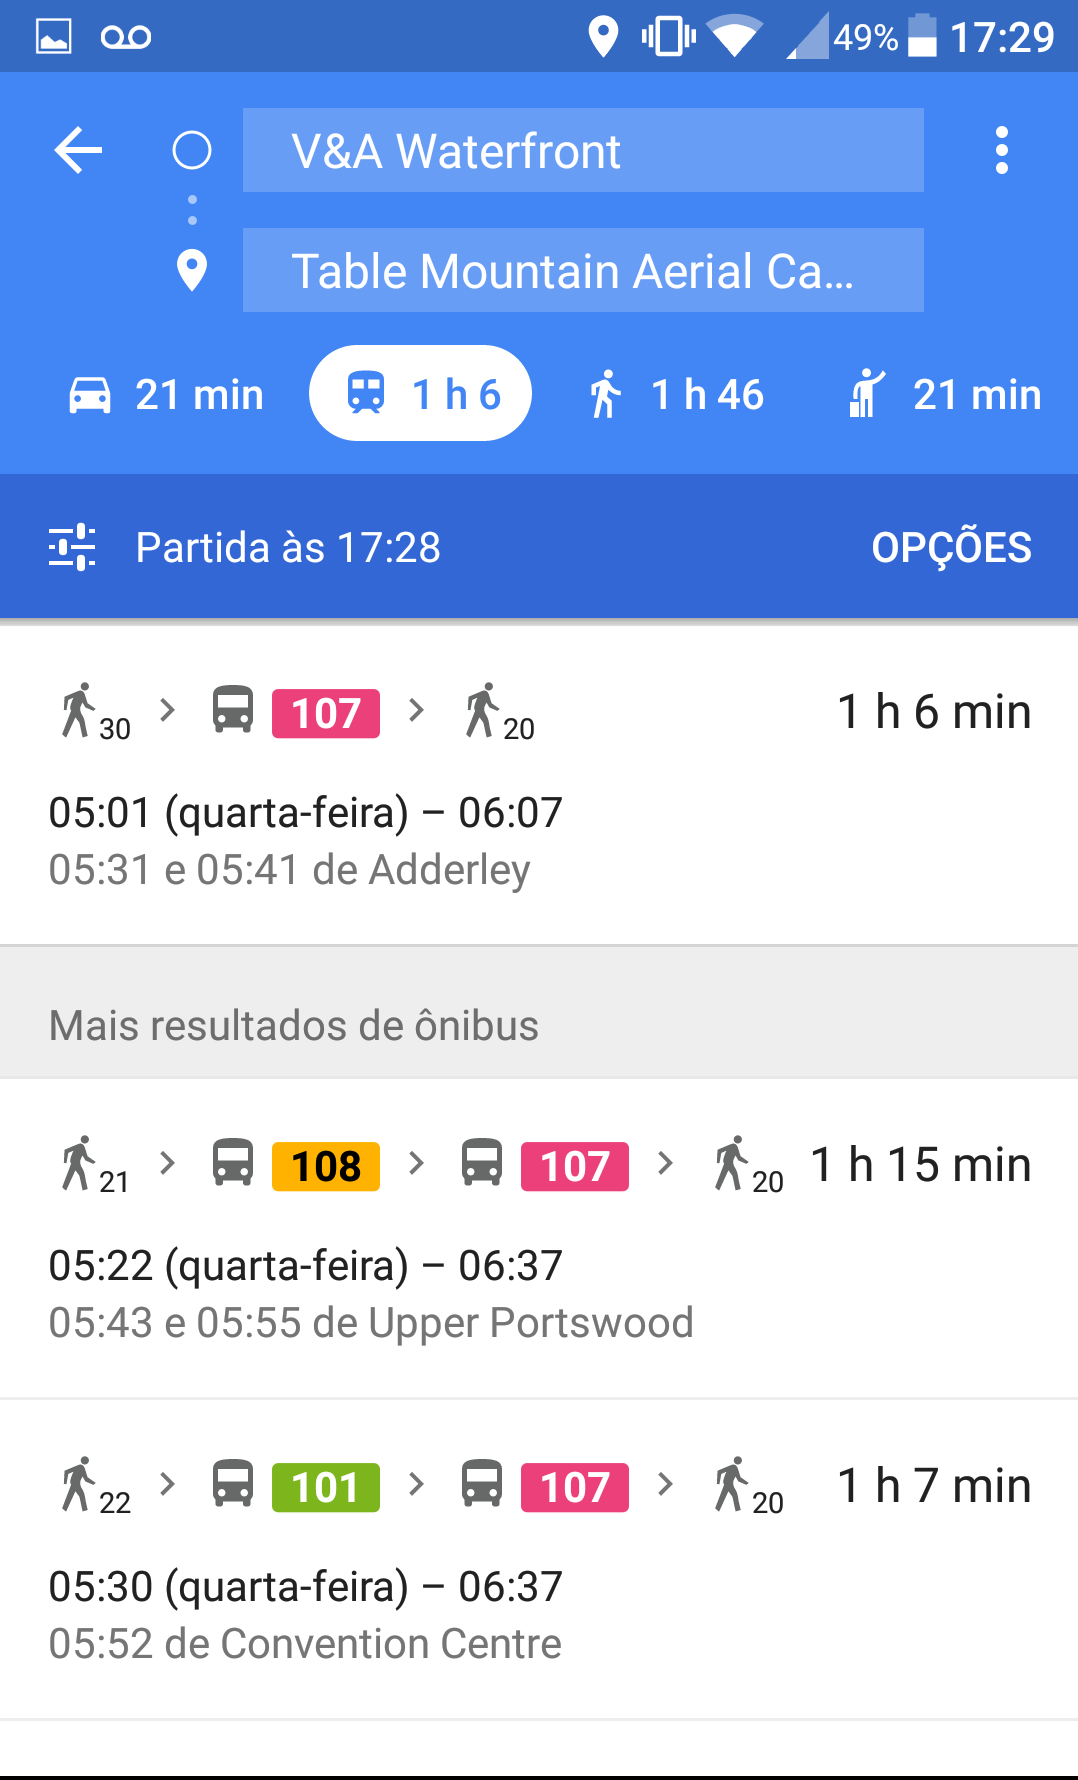 49% 17:29
V&A Waterfront
Table Mountain Aerial Ca...
21 min 1 h 6 1 h 46 21 min
Partida às 17:28 OPÇÕES
30 107 20 1 h 6 min
05:01 (quarta-feira) – 06:07
05:31 e 05:41 de Adderley
Mais resultados de ônibus
21 108 107 20 1 h 15 min
05:22 (quarta-feira) – 06:37
05:43 e 05:55 de Upper Portswood
22 101 107 20 1 h 7 min
05:30 (quarta-feira) – 06:37
05:52 de Convention Centre